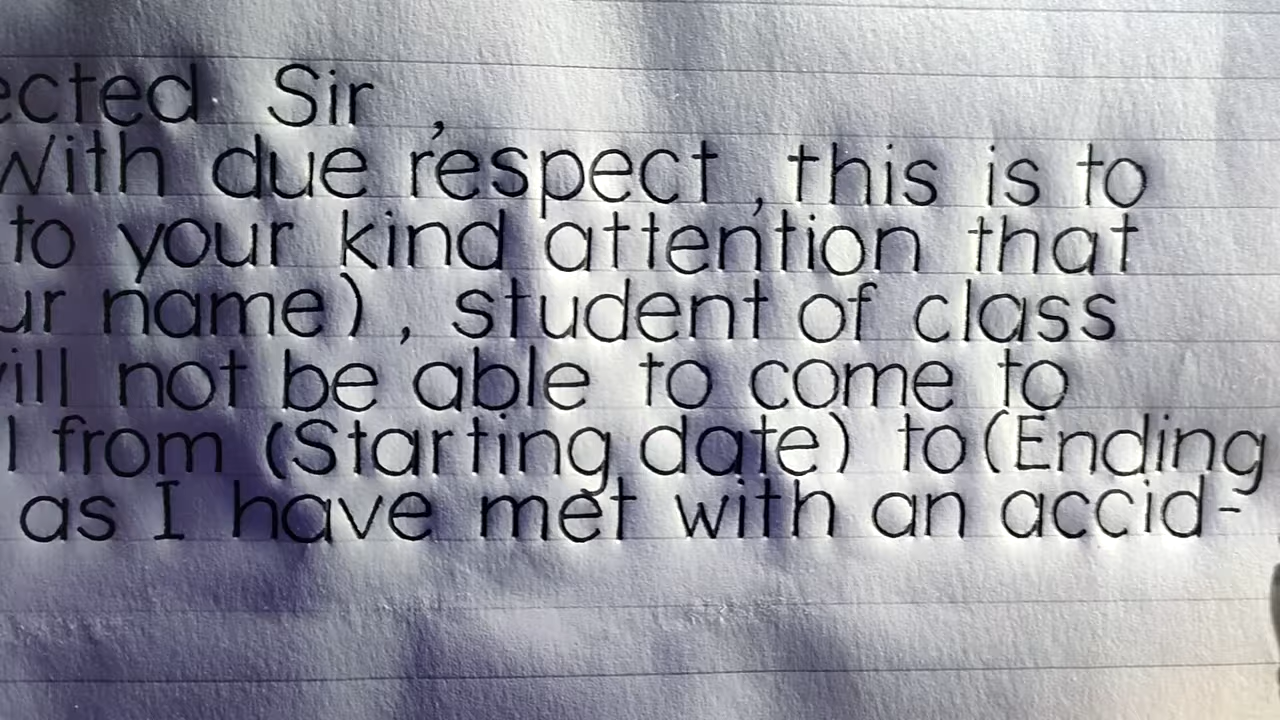 ected Sir,
With due respect, this is to
to your kind attention that
ur name), student of class
ill not be able to come to
l from (Starting date) to (Ending
as I have met with an accid-